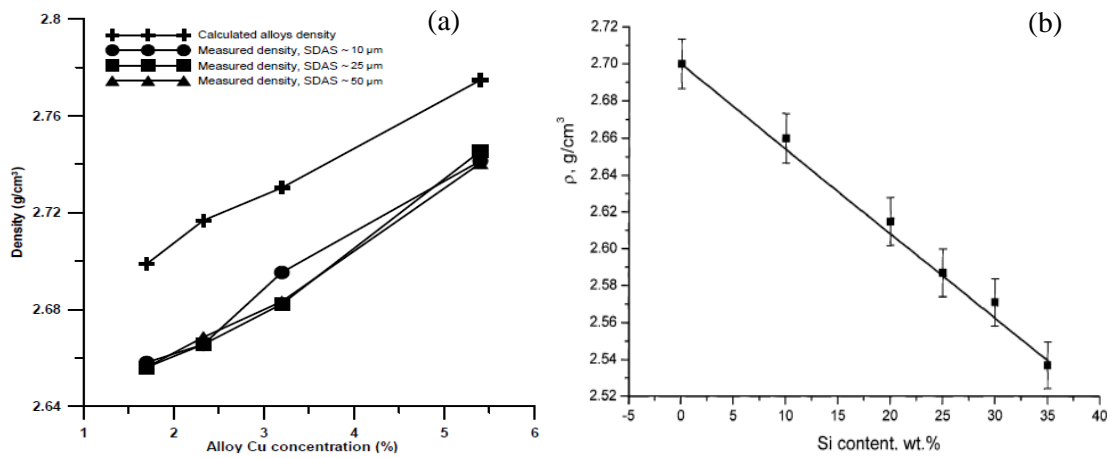 (a)
2.8
2.76
2.72
2.68
2.64
Density (g/cm³)
Calculated alloys density
Measured density, SDAS ~ 10 µm
Measured density, SDAS ~ 25 µm
Measured density, SDAS ~ 50 µm
1 2 3 4 5 6
Alloy Cu concentration (%)
(b)
2.70
2.68
2.66
2.64
2.62
2.60
2.58
2.56
2.54
2.52
ρ, g/cm³
-5 0 5 10 15 20 25 30 35 40
Si content, wt.%